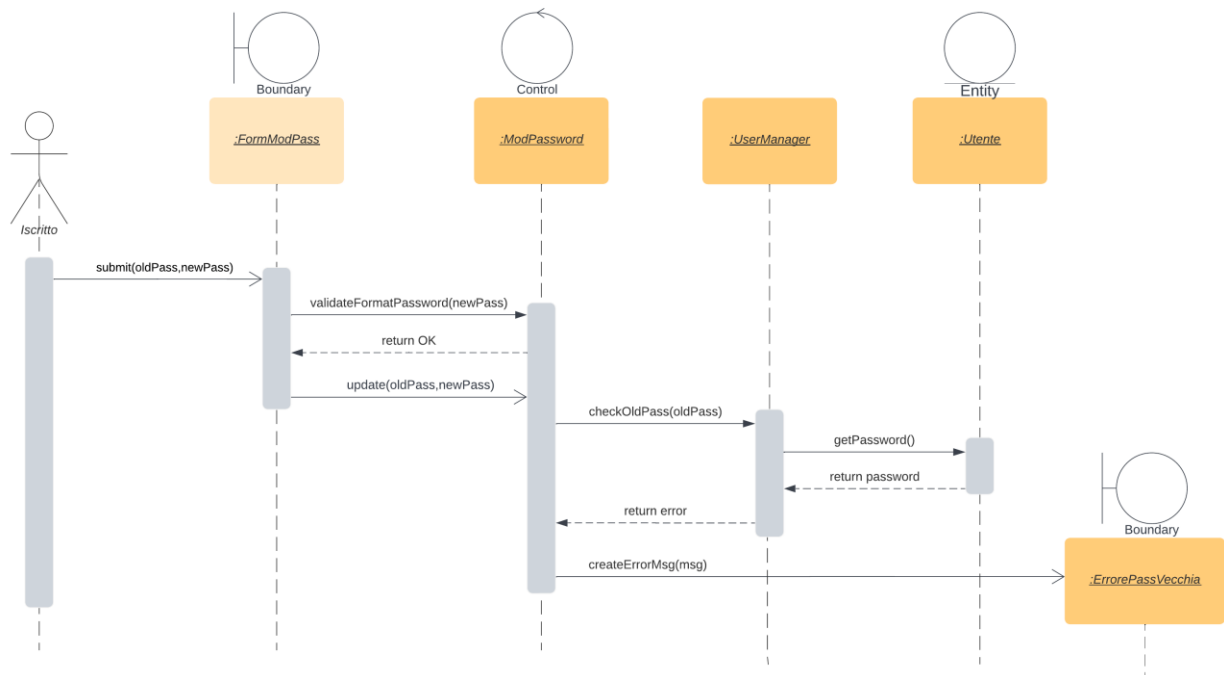 Boundary
Control
Entity
:FormModPass
:ModPassword
:UserManager
:Utente
Iscritto
submit(oldPass,newPass)
validateFormatPassword(newPass)
return OK
update(oldPass,newPass)
checkOldPass(oldPass)
getPassword()
return password
return error
Boundary
createErrorMsg(msg)
:ErrorePassVecchia